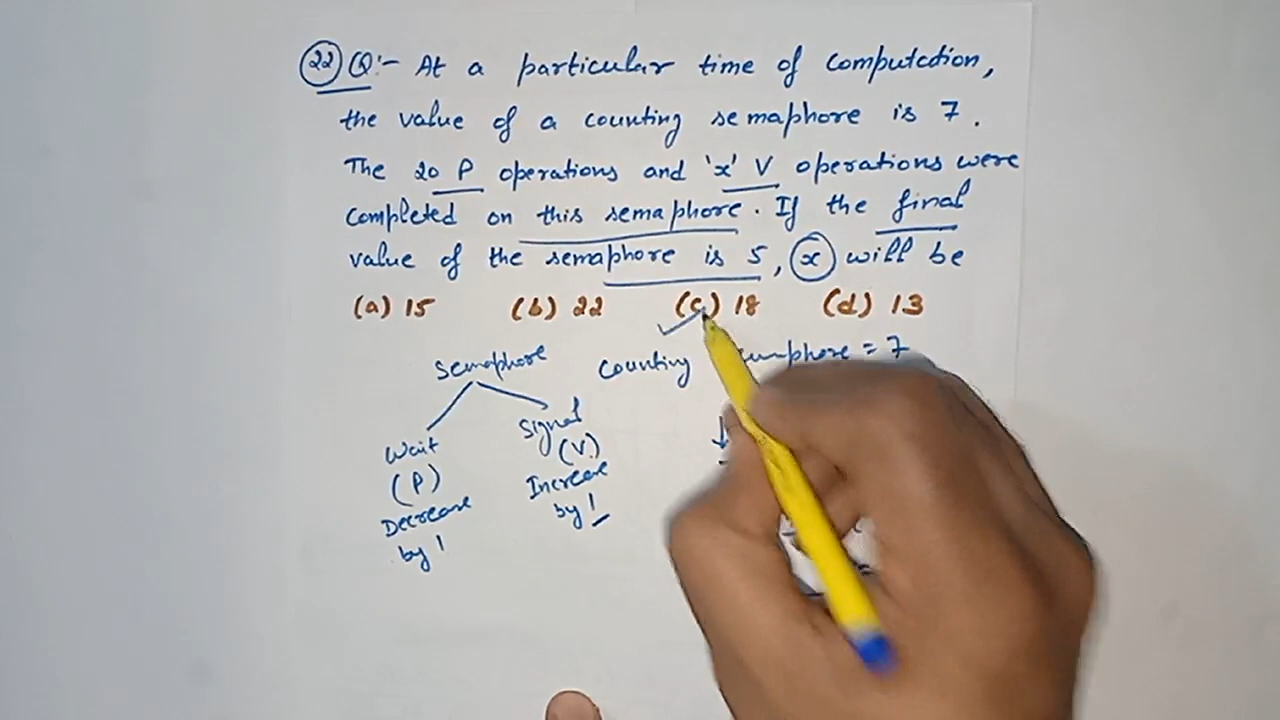 22 Q:- At a particular time of computation,
the value of a counting semaphore is 7.
The 20 P operations and 'x' V operations were
completed on this semaphore. If the final
value of the semaphore is 5, x will be
(a) 15 (b) 22 (c) 18 (d) 13
Semaphore
Counting = 7
Wait
(P)
Decrease
by 1
Signal
(V)
Increase
by 1